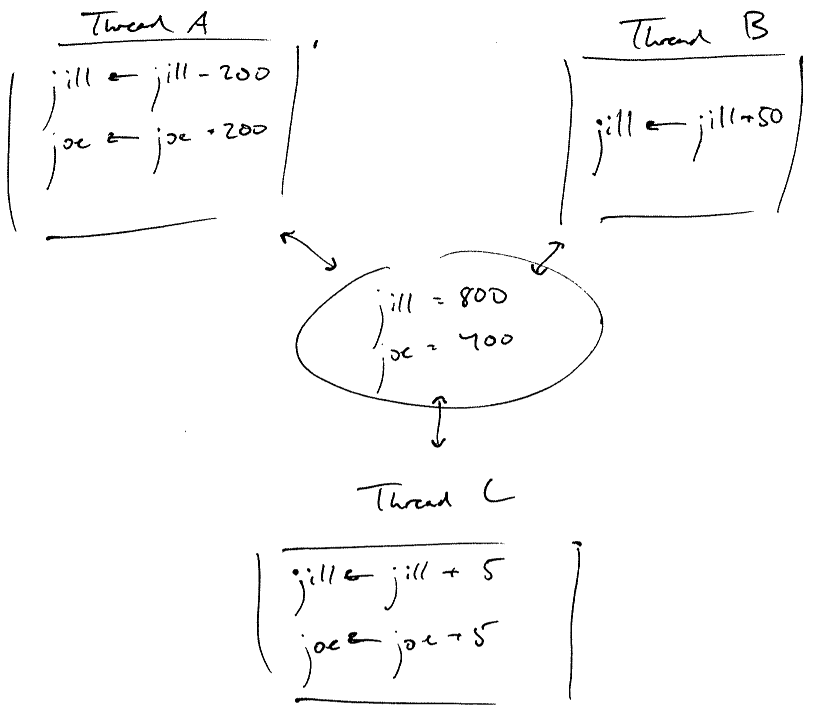 Thread A
jill ← jill - 200
joe ← joe + 200
Thread B
jill ← jill + 50
jill = 800
joe = 400
Thread C
jill ← jill + 5
joe ← joe + 5